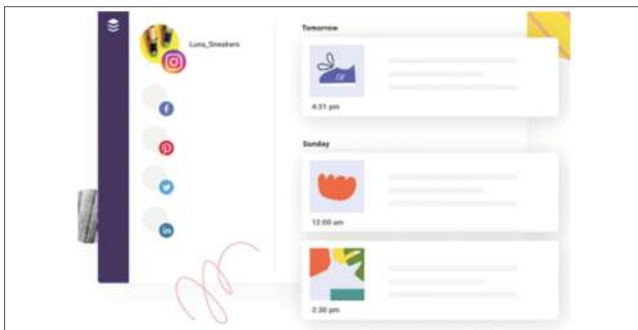 Luna_Sneakers
Tomorrow
4:31 pm
Sunday
12:00 am
2:30 pm